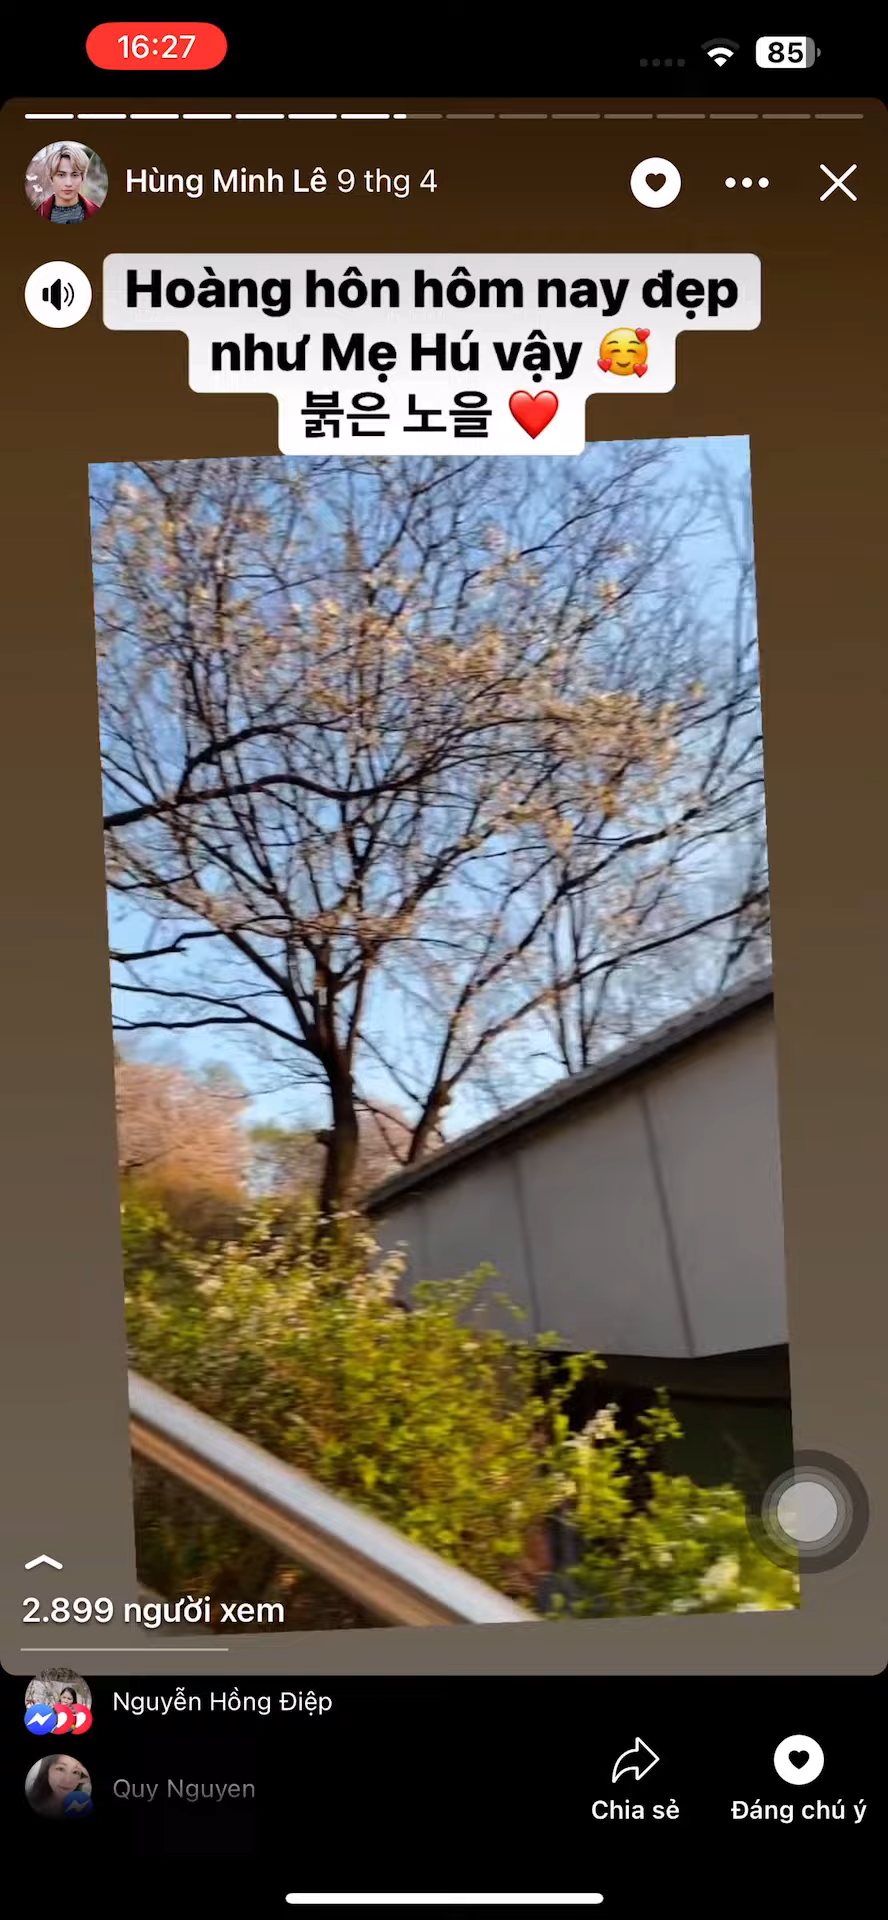 16:27
85
Hùng Minh Lê 9 thg 4
Hoàng hôn hôm nay đẹp
như Mẹ Hú vậy 🥰
붉은 노을 ❤️
2.899 người xem
Nguyễn Hồng Điệp
Quy Nguyen
Chia sẻ
Đáng chú ý